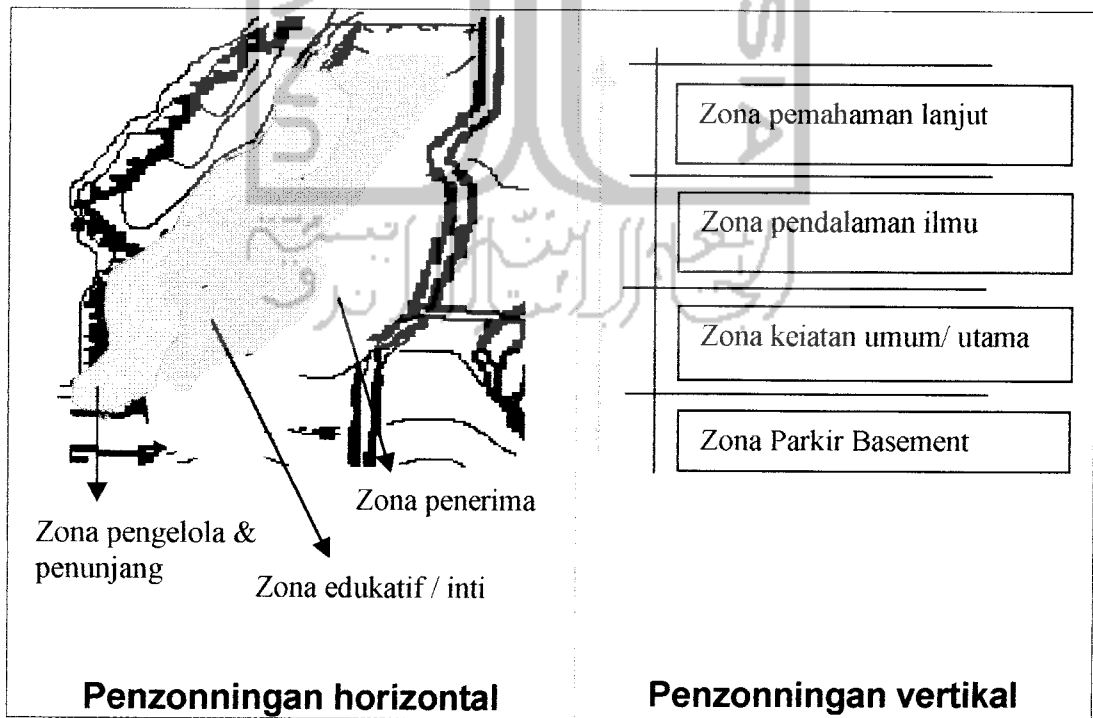 Zona penerima
Zona pengelola &
penunjang
Zona edukatif / inti
Penzonningan horizontal
Zona pemahaman lanjut
Zona pendalaman ilmu
Zona keiatan umum/ utama
Zona Parkir Basement
Penzonningan vertikal